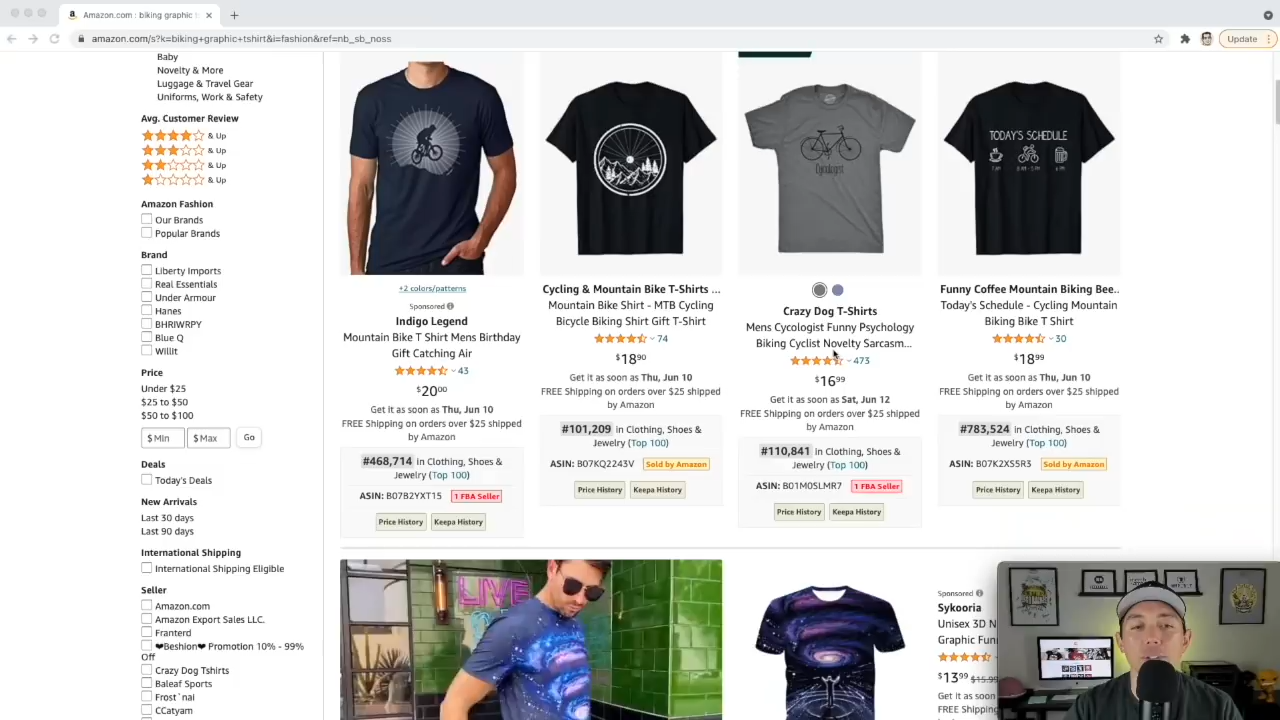 Amazon.com : biking graphic t
amazon.com/s?k=biking+graphic+tshirt&i=fashion&ref=nb_sb_noss
Update
Baby
Novelty & More
Luggage & Travel Gear
Uniforms, Work & Safety
Avg. Customer Review
& Up
& Up
& Up
& Up
Amazon Fashion
Our Brands
Popular Brands
Brand
Liberty Imports
Real Essentials
Under Armour
Hanes
BHRIWRPY
Blue Q
Willit
Price
Under $25
$25 to $50
$50 to $100
$ Min $ Max Go
Deals
Today's Deals
New Arrivals
Last 30 days
Last 90 days
International Shipping
International Shipping Eligible
Seller
Amazon.com
Amazon Export Sales LLC.
Franterd
❤Beshion❤ Promotion 10% - 99%
Off
Crazy Dog Tshirts
Baleaf Sports
Frost`nai
CCatyam
+2 colors/patterns
Sponsored
Indigo Legend
Mountain Bike T Shirt Mens Birthday
Gift Catching Air
43
$20.00
Get it as soon as Thu, Jun 10
FREE Shipping on orders over $25 shipped
by Amazon
#468,714 in Clothing, Shoes &
Jewelry (Top 100)
ASIN: B07B2YXT15 1 FBA Seller
Price History Keepa History
Cycling & Mountain Bike T-Shirts ...
Mountain Bike Shirt - MTB Cycling
Bicycle Biking Shirt Gift T-Shirt
74
$18.90
Get it as soon as Thu, Jun 10
FREE Shipping on orders over $25 shipped
by Amazon
#101,209 in Clothing, Shoes &
Jewelry (Top 100)
ASIN: B07KQ2243V Sold by Amazon
Price History Keepa History
Cycologist
Crazy Dog T-Shirts
Mens Cycologist Funny Psychology
Biking Cyclist Novelty Sarcasm...
473
$16.99
Get it as soon as Sat, Jun 12
FREE Shipping on orders over $25 shipped
by Amazon
#110,841 in Clothing, Shoes &
Jewelry (Top 100)
ASIN: B01M0SLMR7 1 FBA Seller
Price History Keepa History
TODAY'S SCHEDULE
Funny Coffee Mountain Biking Bee..
Today's Schedule - Cycling Mountain
Biking Bike T Shirt
30
$18.99
Get it as soon as Thu, Jun 10
FREE Shipping on orders over $25 shipped
by Amazon
#783,524 in Clothing, Shoes &
Jewelry (Top 100)
ASIN: B07K2XS5R3 Sold by Amazon
Price History Keepa History
LIVE
Sponsored
Sykooria
Unisex 3D N
Graphic Fun
$13.99 $15.99
Get it as soon
FREE Shipping